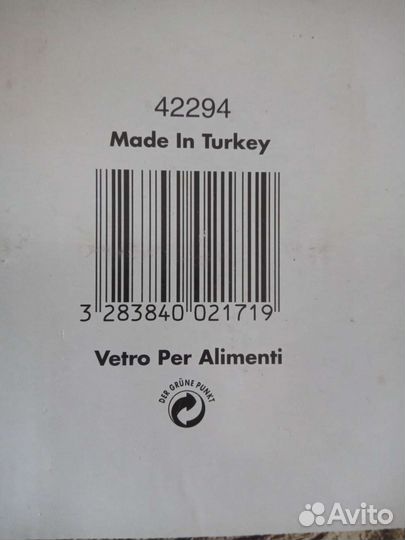 42294
Made In Turkey
3 283840 021719
Vetro Per Alimenti
DER GRÜNE PUNKT
Avito